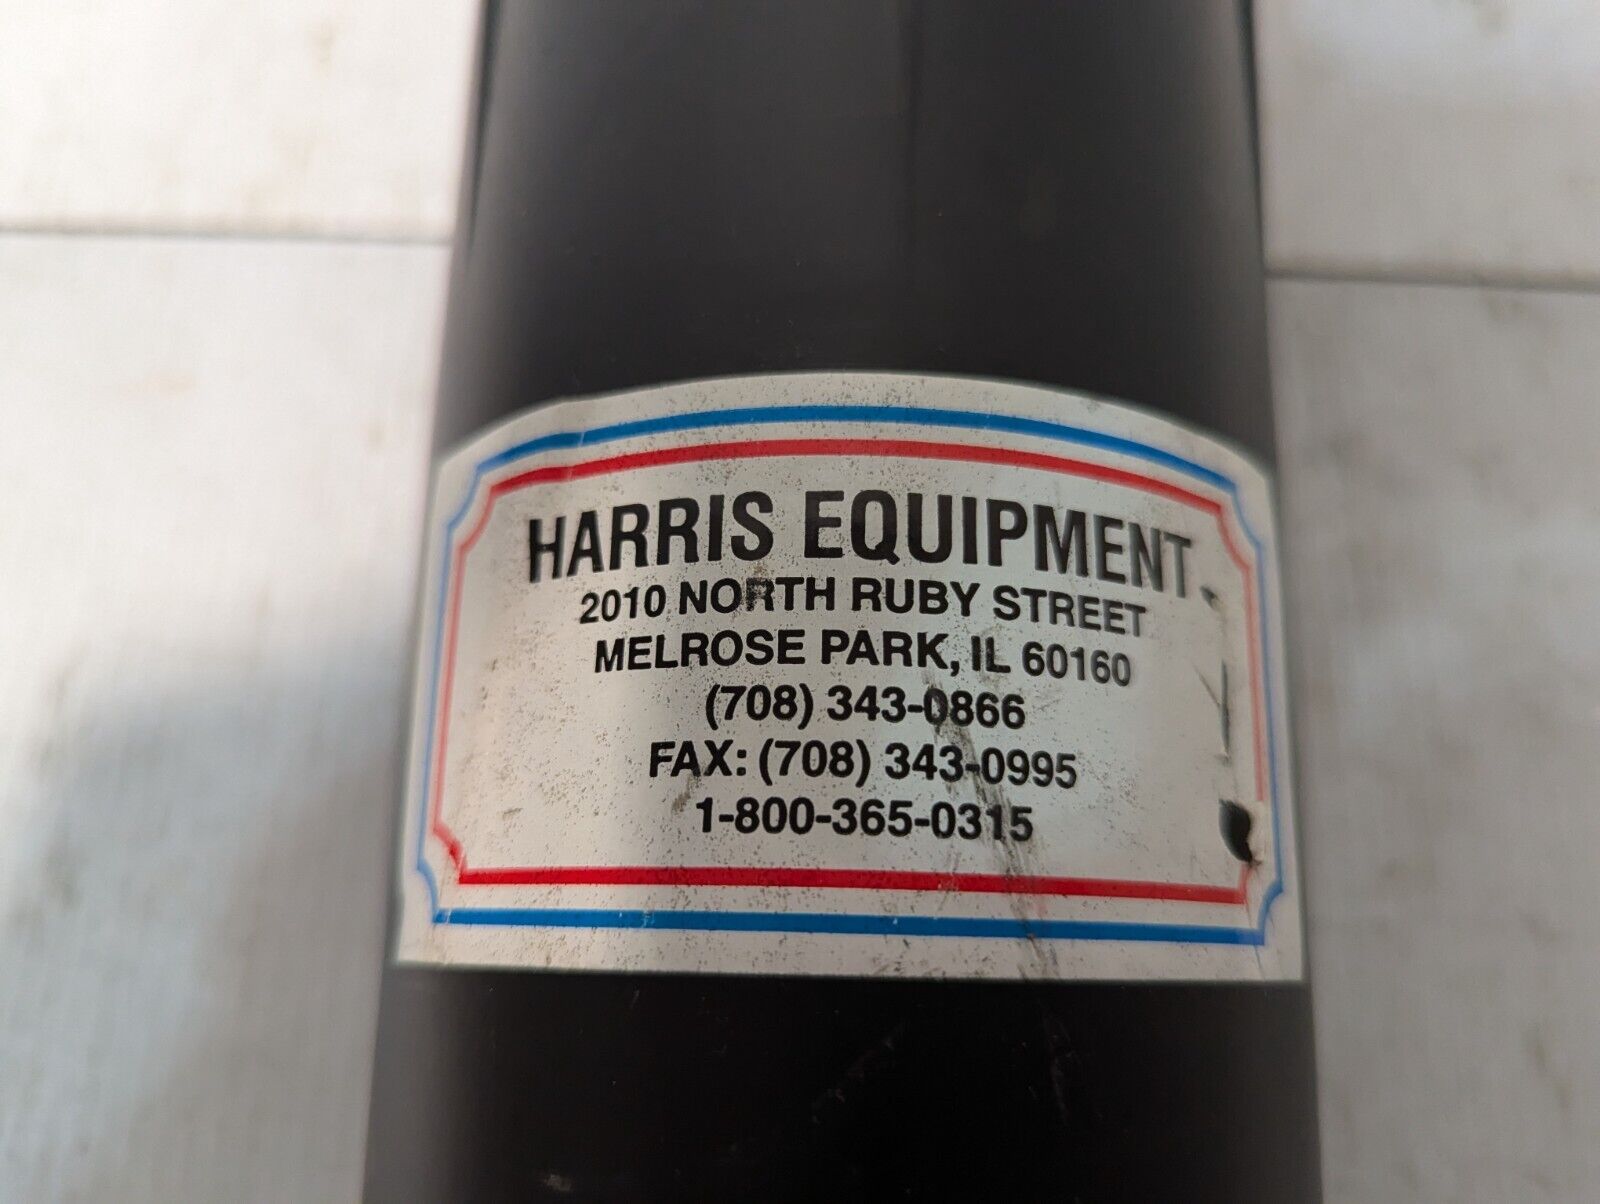 HARRIS EQUIPMENT
2010 NORTH RUBY STREET
MELROSE PARK, IL 60160
(708) 343-0866
FAX: (708) 343-0995
1-800-365-0315